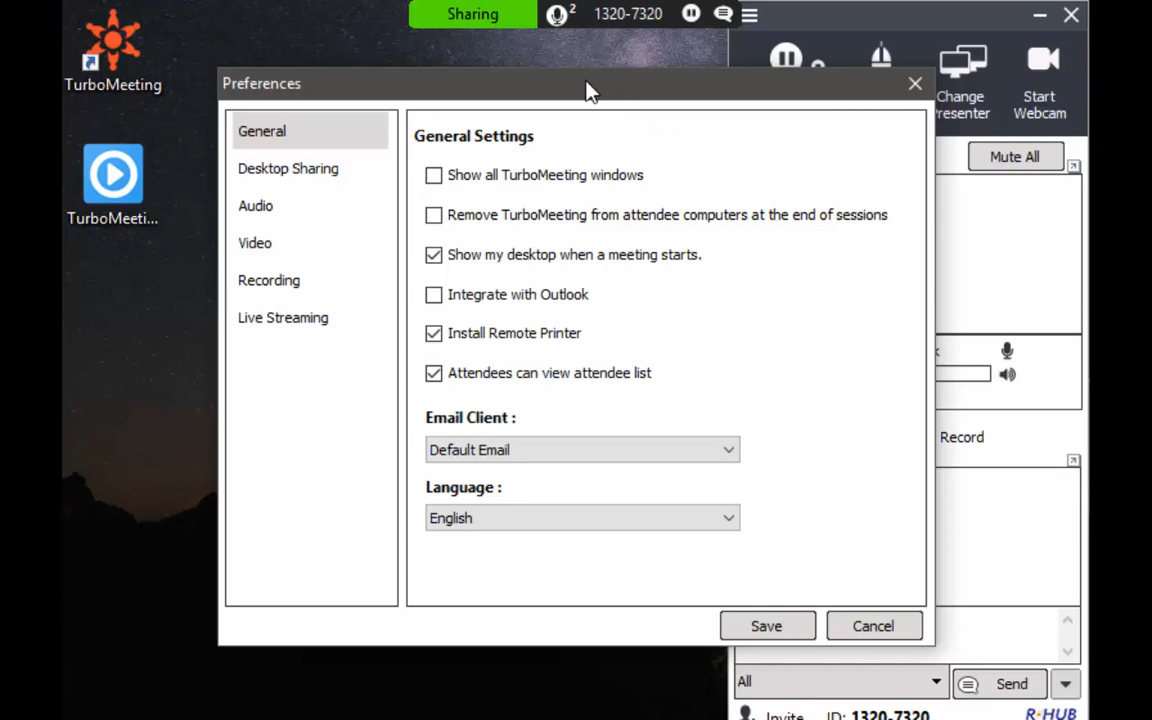 Sharing 2 1320-7320
TurboMeeting
TurboMeeti...
Preferences
General
Desktop Sharing
Audio
Video
Recording
Live Streaming
General Settings
Show all TurboMeeting windows
Remove TurboMeeting from attendee computers at the end of sessions
Show my desktop when a meeting starts.
Integrate with Outlook
Install Remote Printer
Attendees can view attendee list
Email Client :
Default Email
Language :
English
Save Cancel
Change
Presenter
Start
Webcam
Mute All
Record
All
Send
Invite ID: 1320-7320 R-HUB